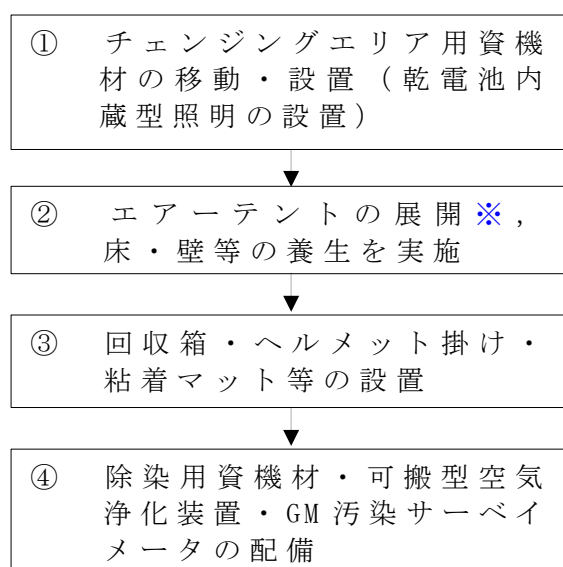 ① チェンジングエリア用資機
材の移動・設置（乾電池内
蔵型照明の設置）
② エアーテントの展開※,
床・壁等の養生を実施
③ 回収箱・ヘルメット掛け・
粘着マット等の設置
④ 除染用資機材・可搬型空気
浄化装置・GM汚染サーベイ
メータの配備